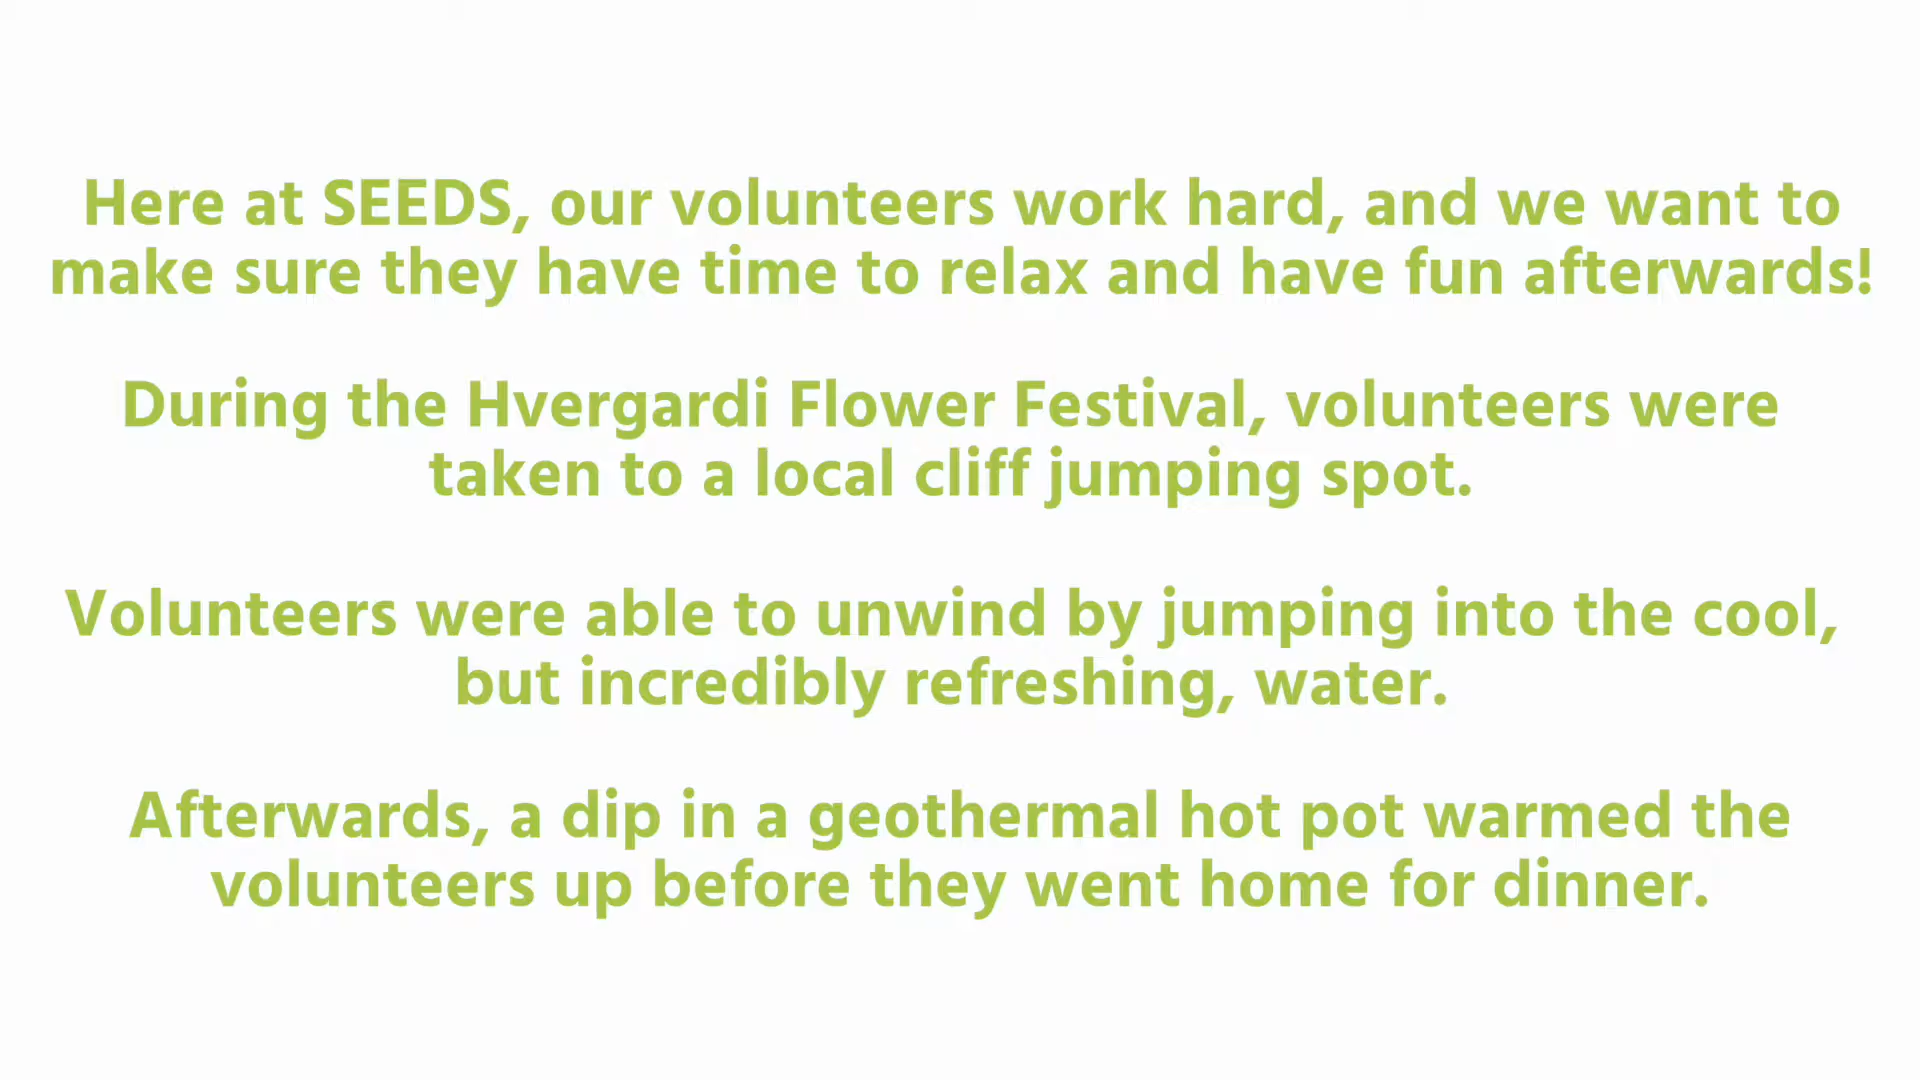 Here at SEEDS, our volunteers work hard, and we want to
make sure they have time to relax and have fun afterwards!
During the Hvergardi Flower Festival, volunteers were
taken to a local cliff jumping spot.
Volunteers were able to unwind by jumping into the cool,
but incredibly refreshing, water.
Afterwards, a dip in a geothermal hot pot warmed the
volunteers up before they went home for dinner.